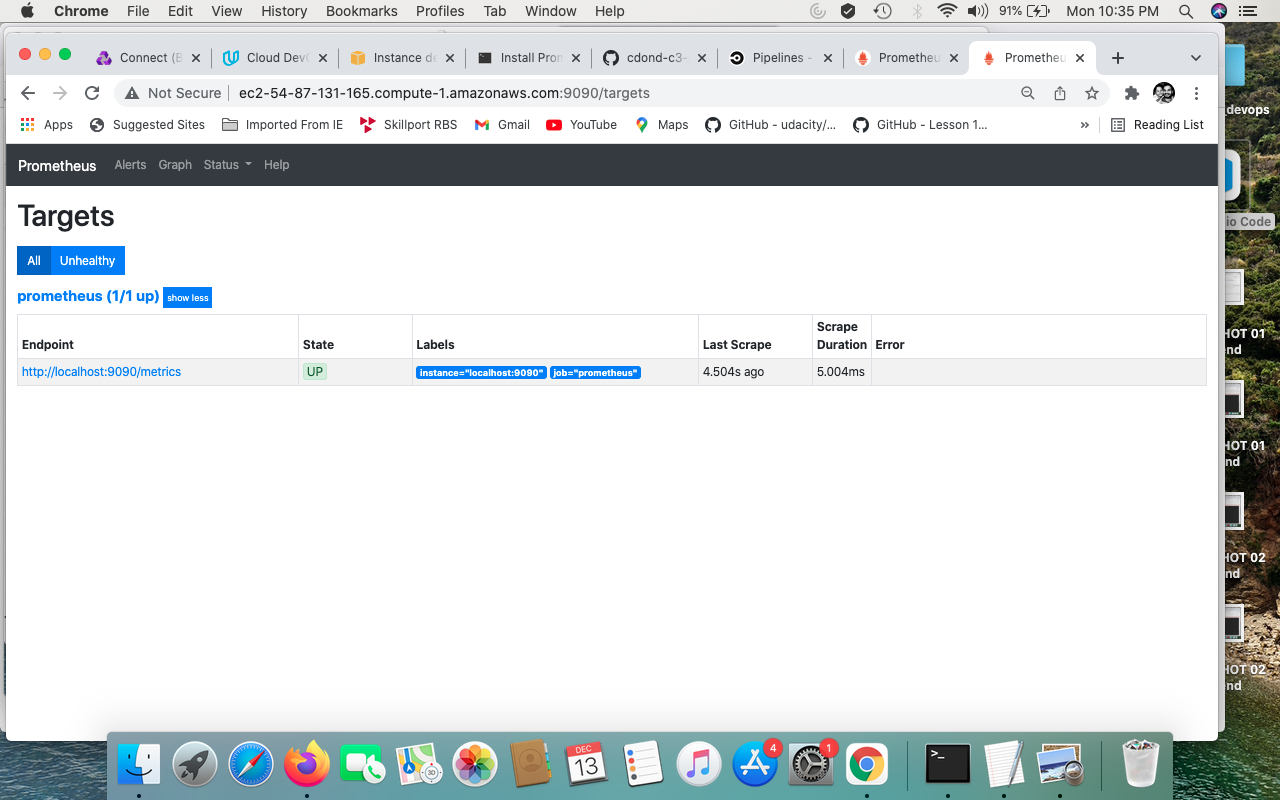 Chrome File Edit View History Bookmarks Profiles Tab Window Help 91% Mon 10:35 PM
Connect (E Cloud Dev Instance de Install Pro cdond-c3- Pipelines - Prometheu Prometheu
Not Secure ec2-54-87-131-165.compute-1.amazonaws.com:9090/targets
Apps Suggested Sites Imported From IE Skillport RBS Gmail YouTube Maps GitHub - udacity/... GitHub - Lesson 1... » Reading List
Prometheus Alerts Graph Status Help
Targets
All Unhealthy
prometheus (1/1 up) show less
Endpoint State Labels Last Scrape Scrape Duration Error
http://localhost:9090/metrics UP instance="localhost:9090" job="prometheus" 4.504s ago 5.004ms
devops
io Code
HOT 01
nd
HOT 01
nd
HOT 02
nd
HOT 02
nd
DEC
13
3D
4
1
>_